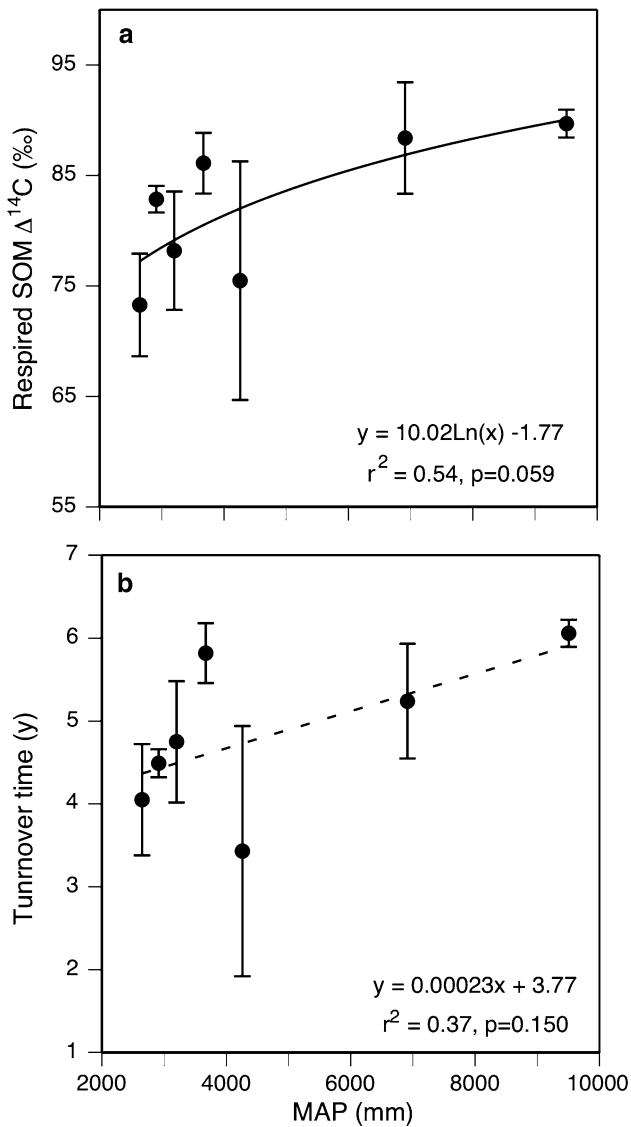 a
95
85
75
65
55
Respired SOM Δ¹⁴C (‰)
y = 10.02Ln(x) -1.77
r² = 0.54, p=0.059
b
7
6
5
4
3
2
1
Tunrnover time (y)
y = 0.00023x + 3.77
r² = 0.37, p=0.150
2000 4000 6000 8000 10000
MAP (mm)